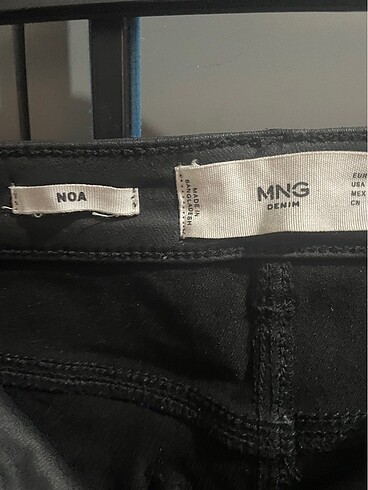 NOA
MADE IN
BANGLADESH
MNG
DENIM
EUR
USA
MEX
CN